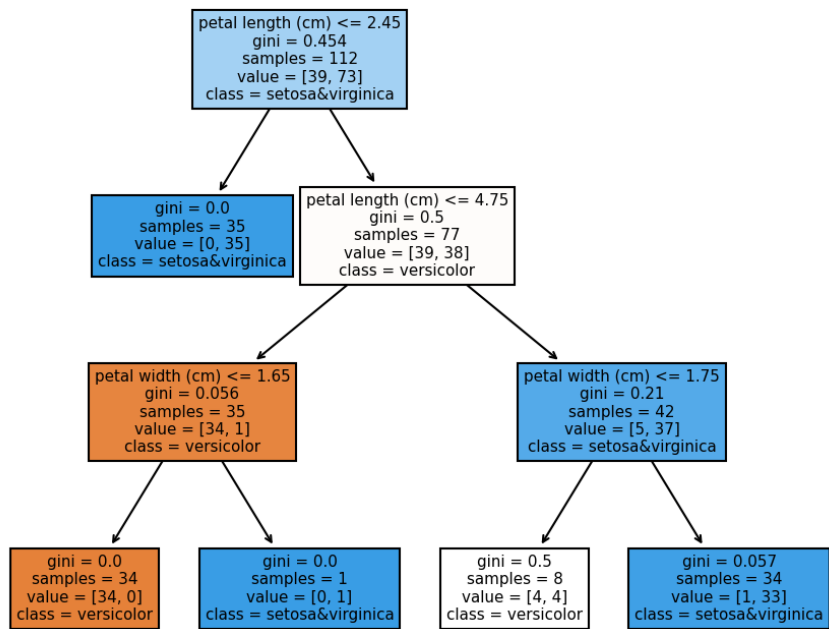 petal length (cm) <= 2.45
gini = 0.454
samples = 112
value = [39, 73]
class = setosa&virginica
gini = 0.0
samples = 35
value = [0, 35]
class = setosa&virginica
petal length (cm) <= 4.75
gini = 0.5
samples = 77
value = [39, 38]
class = versicolor
petal width (cm) <= 1.65
gini = 0.056
samples = 35
value = [34, 1]
class = versicolor
petal width (cm) <= 1.75
gini = 0.21
samples = 42
value = [5, 37]
class = setosa&virginica
gini = 0.0
samples = 34
value = [34, 0]
class = versicolor
gini = 0.0
samples = 1
value = [0, 1]
class = setosa&virginica
gini = 0.5
samples = 8
value = [4, 4]
class = versicolor
gini = 0.057
samples = 34
value = [1, 33]
class = setosa&virginica